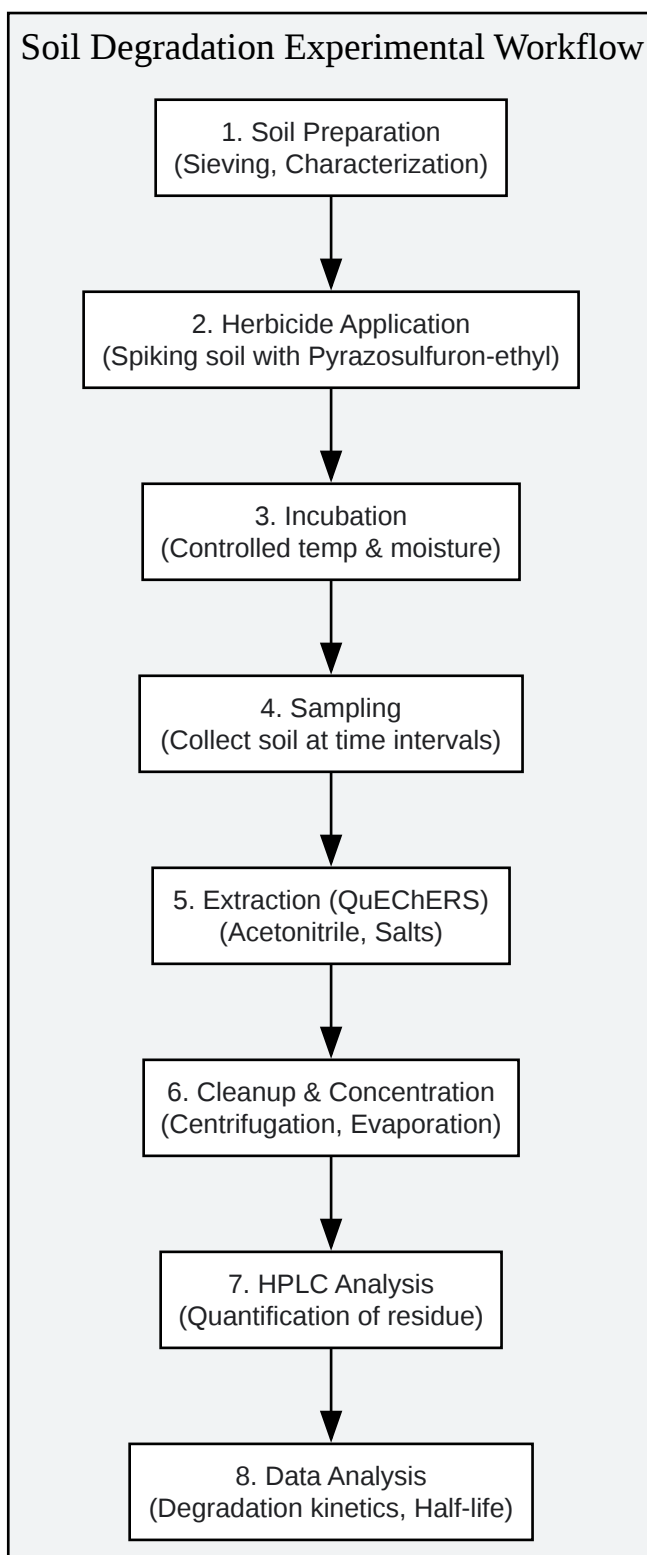 Soil Degradation Experimental Workflow
1. Soil Preparation
(Sieving, Characterization)
2. Herbicide Application
(Spiking soil with Pyrazosulfuron-ethyl)
3. Incubation
(Controlled temp & moisture)
4. Sampling
(Collect soil at time intervals)
5. Extraction (QuEChERS)
(Acetonitrile, Salts)
6. Cleanup & Concentration
(Centrifugation, Evaporation)
7. HPLC Analysis
(Quantification of residue)
8. Data Analysis
(Degradation kinetics, Half-life)